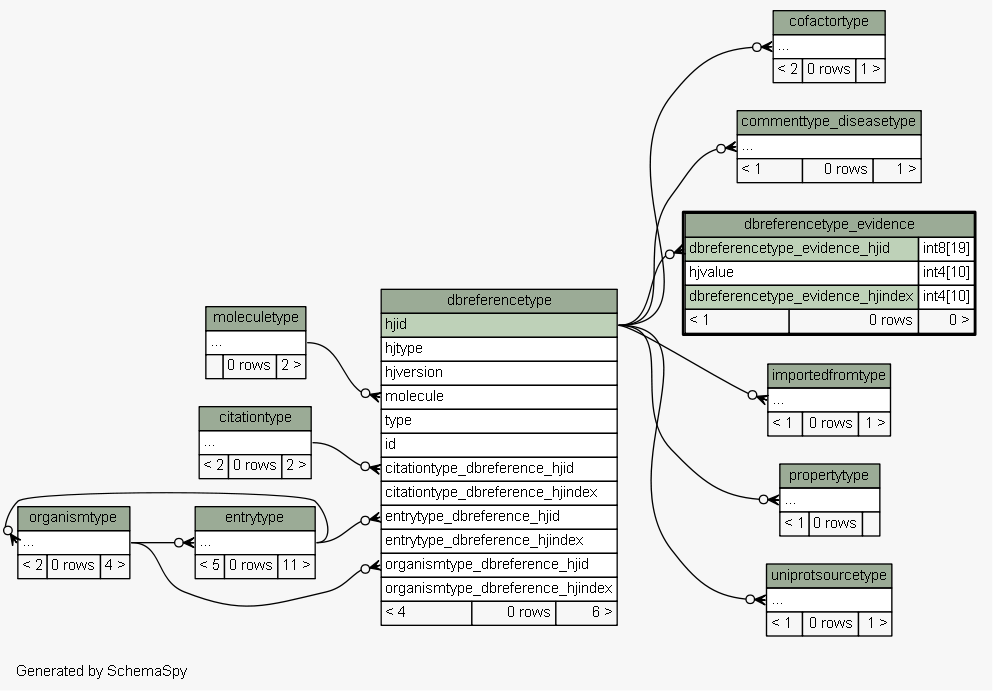 cofactortype
...
< 2 0 rows 1 >
commenttype_diseasetype
...
< 1 0 rows 1 >
dbreferencetype_evidence
dbreferencetype_evidence_hjid int8[19]
hjvalue int4[10]
dbreferencetype_evidence_hjindex int4[10]
< 1 0 rows 0 >
dbreferencetype
hjid
hjtype
hjversion
molecule
type
id
citationtype_dbreference_hjid
citationtype_dbreference_hjindex
entrytype_dbreference_hjid
entrytype_dbreference_hjindex
organismtype_dbreference_hjid
organismtype_dbreference_hjindex
< 4 0 rows 6 >
moleculetype
...
0 rows 2 >
citationtype
...
< 2 0 rows 2 >
organismtype
...
< 2 0 rows 4 >
entrytype
...
< 5 0 rows 11 >
importedfromtype
...
< 1 0 rows 1 >
propertytype
...
< 1 0 rows
uniprotsourcetype
...
< 1 0 rows 1 >
Generated by SchemaSpy